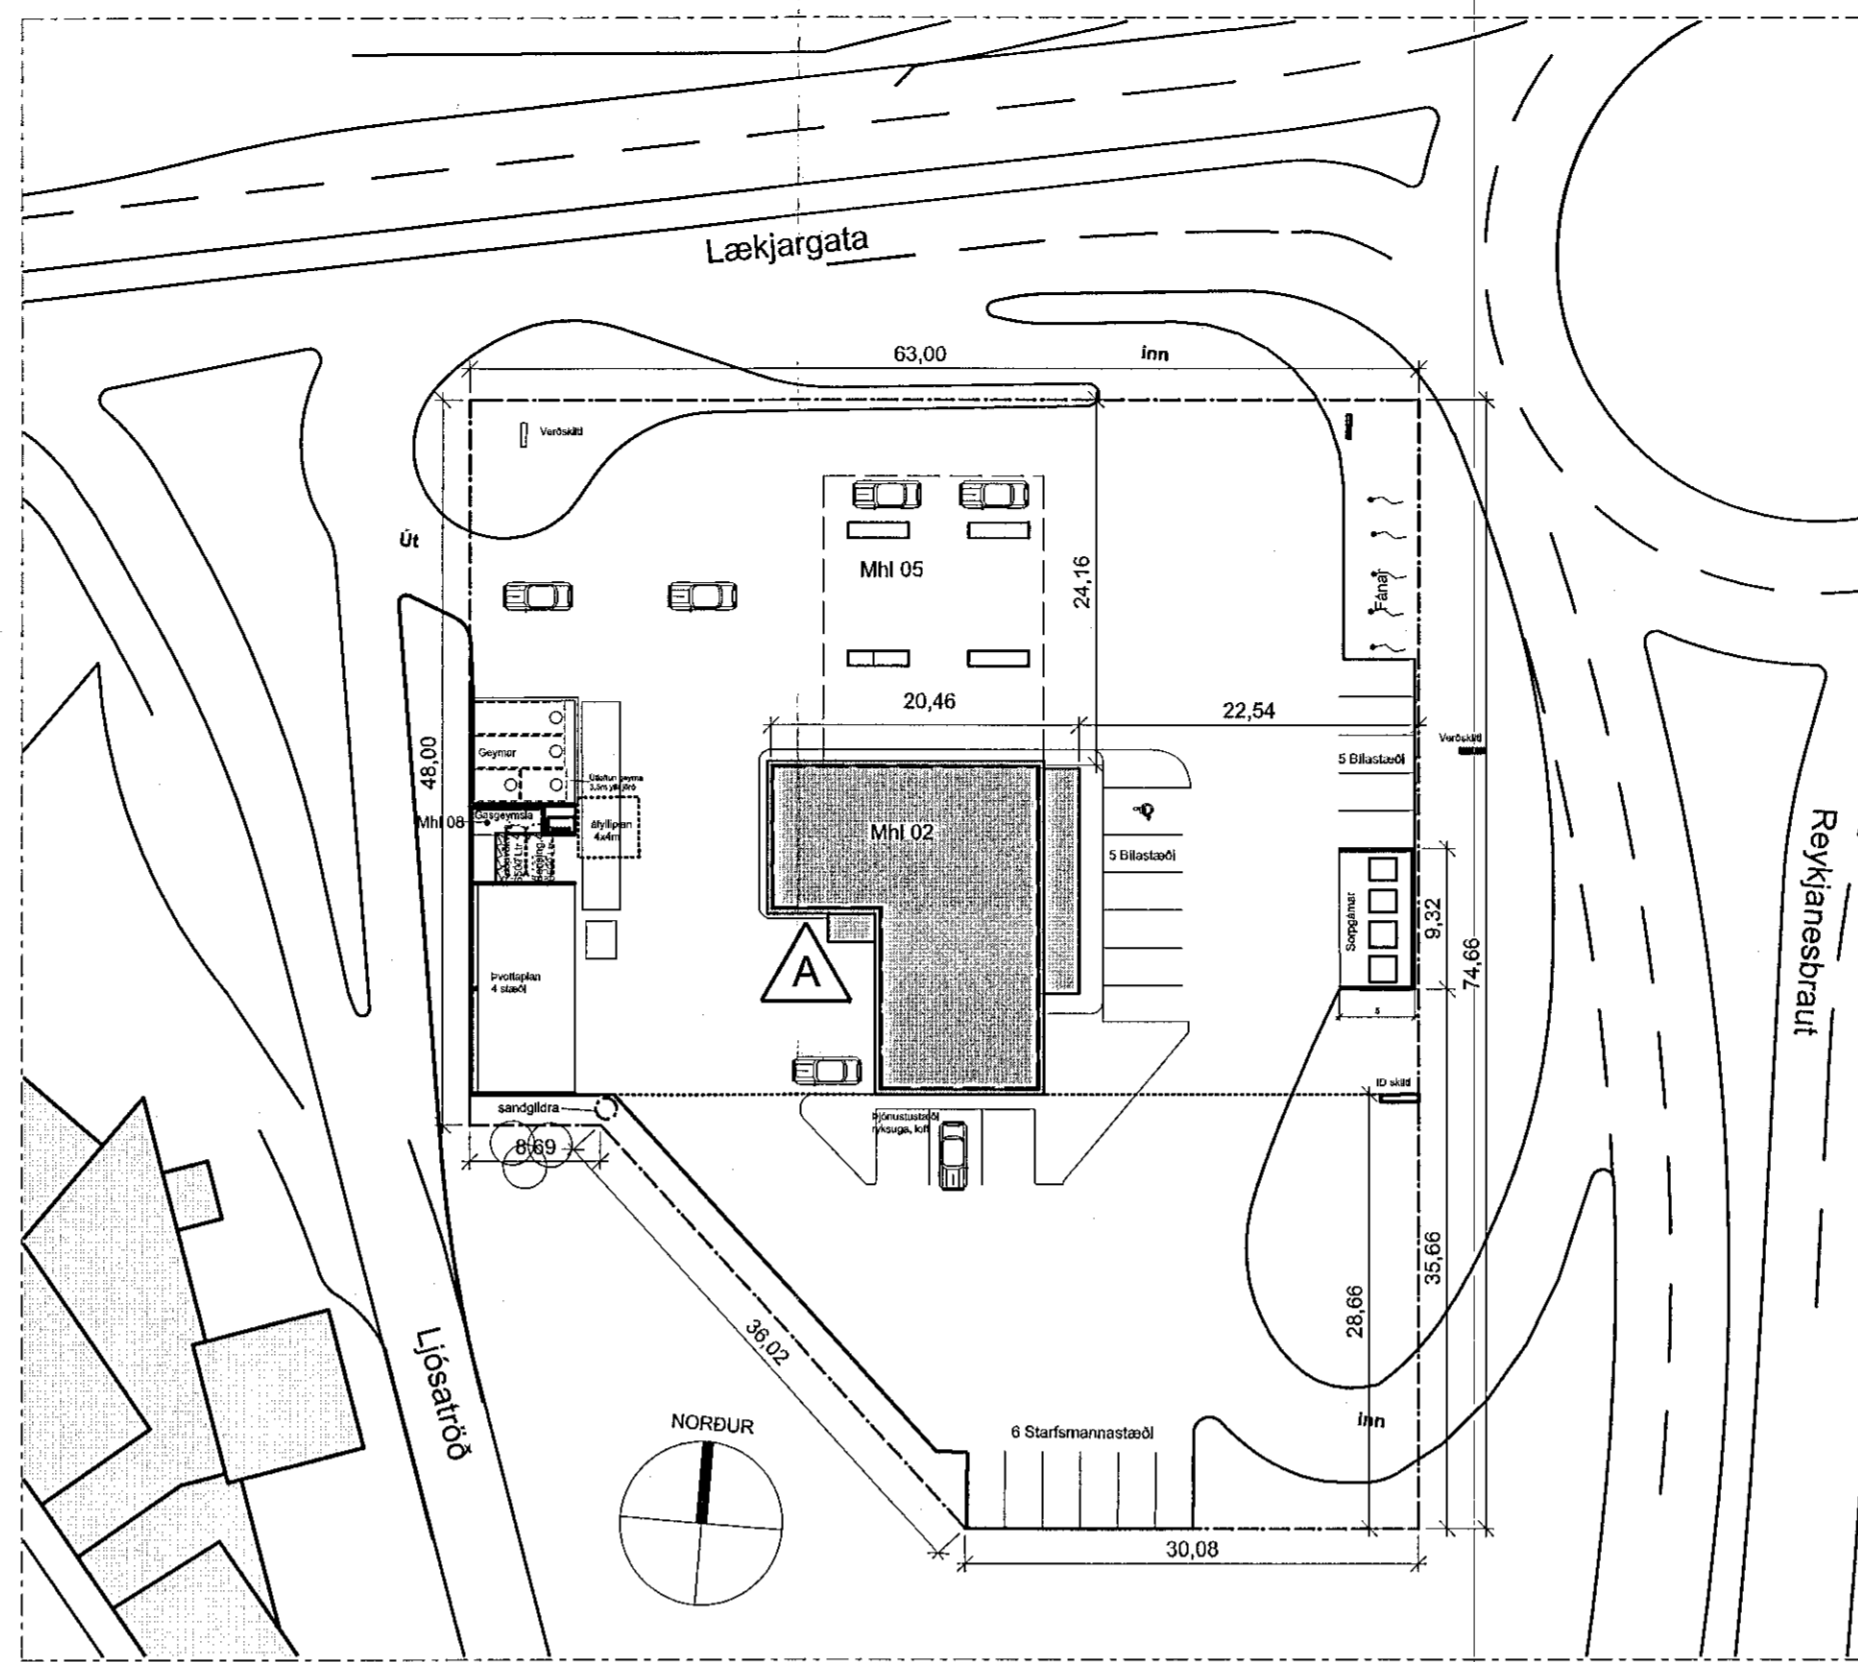 Lækjargata
63,00
inn
Verðskilti
Út
Mhl 05
24,16
Fánar
20,46
22,54
48,00
Geymar
Verðskilti
5 Bílastæði
Mhl 08
Gasgeymsla
áfylliplan
4x4m
Mhl 02
5 Bílastæði
Reykjanesbraut
Sorpgámar
9,32
74,66
Þvottaplan
4 stæði
A
5
ID skilti
sandgildra
Þjónustustæði
ryksuga, loft
8,69
35,66
28,66
36,02
Ljósatröð
NORÐUR
6 Starfsmannastæði
inn
30,08